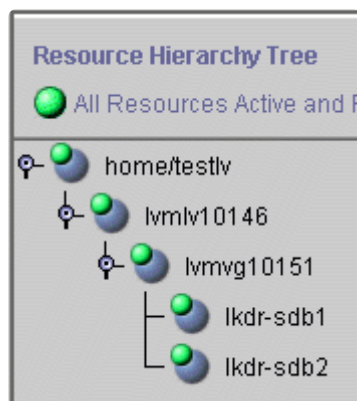 Resource Hierarchy Tree
All Resources Active and
home/testlv
lvmlv10146
lvmvg10151
lkdr-sdb1
lkdr-sdb2